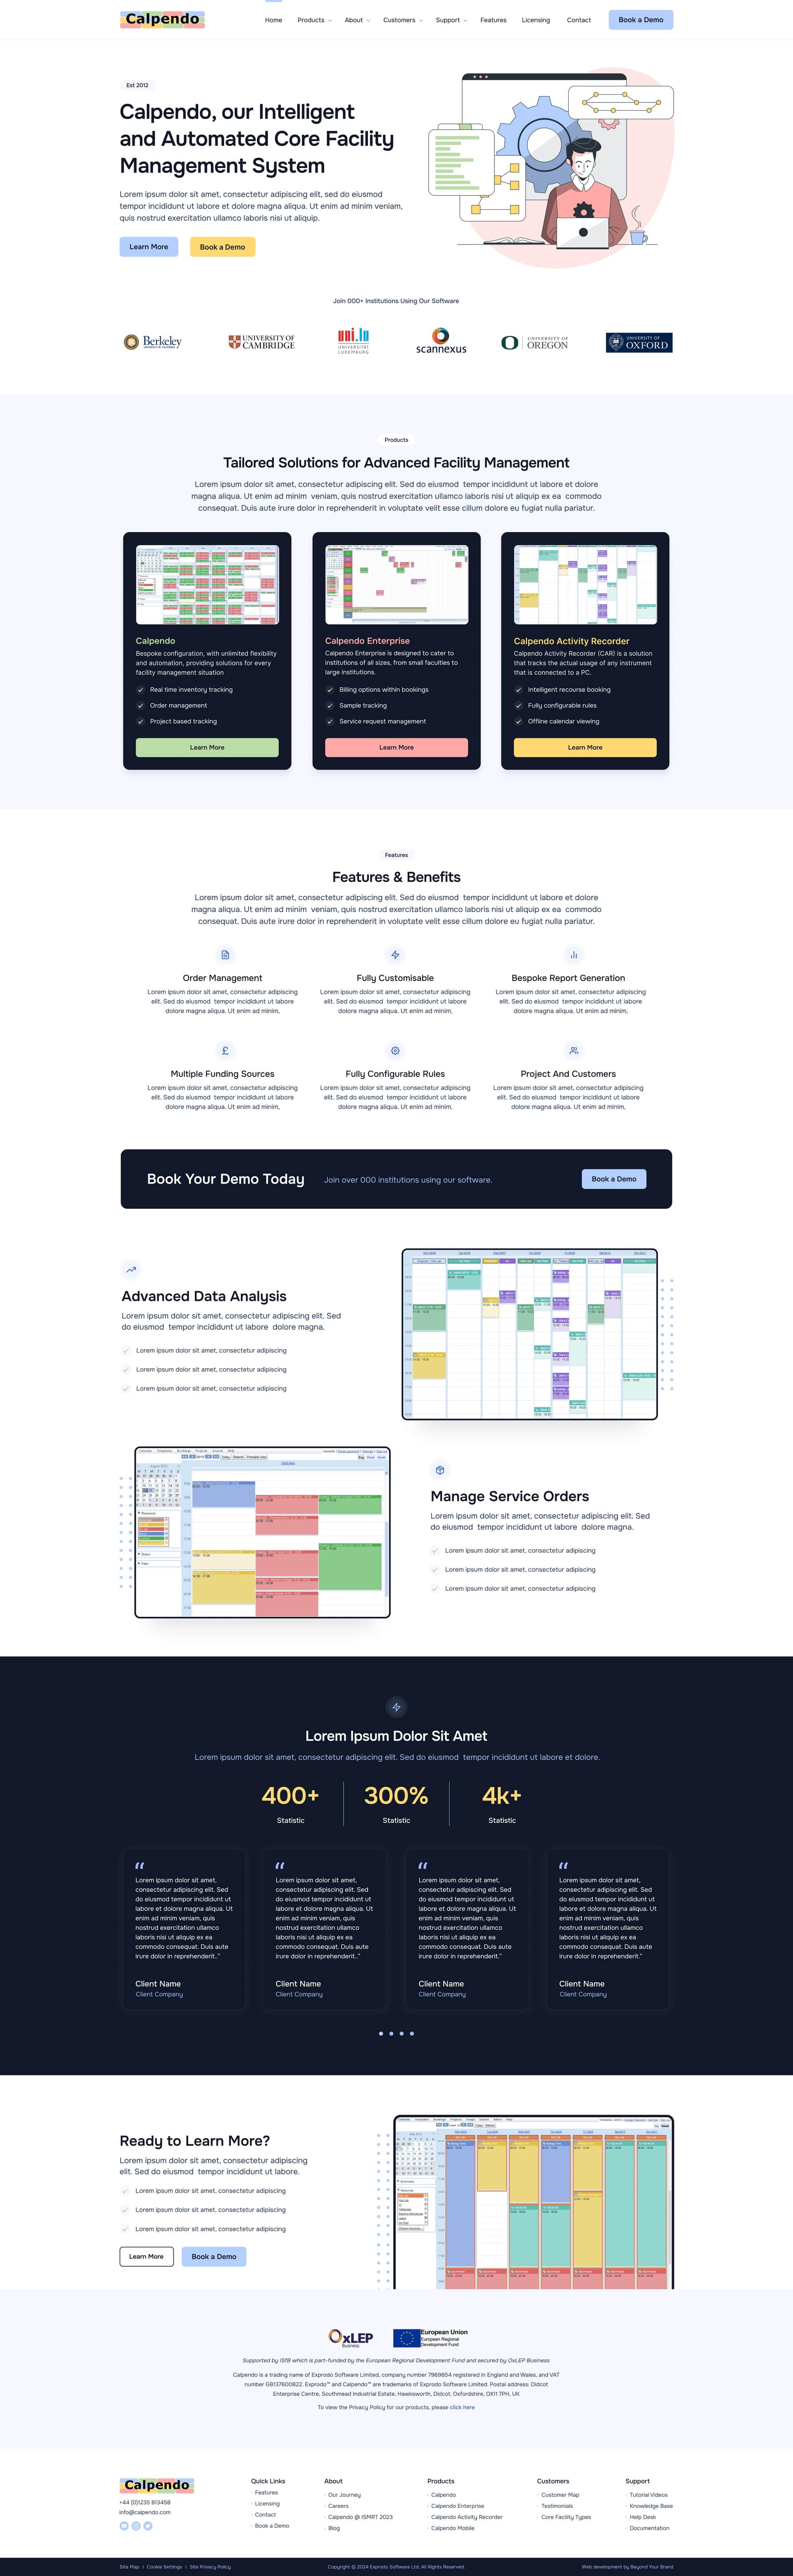 Calpendo
Home Products About Customers Support Features Licensing Contact Book a Demo
Est 2012
Calpendo, our Intelligent
and Automated Core Facility
Management System
Lorem ipsum dolor sit amet, consectetur adipiscing elit, sed do eiusmod
tempor incididunt ut labore et dolore magna aliqua. Ut enim ad minim veniam,
quis nostrud exercitation ullamco laboris nisi ut aliquip.
Learn More Book a Demo
Join 000+ Institutions Using Our Software
Berkeley
UNIVERSITY OF CALIFORNIA
UNIVERSITY OF
CAMBRIDGE
uni.lu
UNIVERSITÉ DU
LUXEMBOURG
scannexus
UNIVERSITY OF
OREGON
UNIVERSITY OF
OXFORD
Products
Tailored Solutions for Advanced Facility Management
Lorem ipsum dolor sit amet, consectetur adipiscing elit. Sed do eiusmod tempor incididunt ut labore et dolore
magna aliqua. Ut enim ad minim veniam, quis nostrud exercitation ullamco laboris nisi ut aliquip ex ea commodo
consequat. Duis aute irure dolor in reprehenderit in voluptate velit esse cillum dolore eu fugiat nulla pariatur.
Calpendo
Bespoke configuration, with unlimited flexibility
and automation, providing solutions for every
facility management situation
Real time inventory tracking
Order management
Project based tracking
Learn More
Calpendo Enterprise
Calpendo Enterprise is designed to cater to
institutions of all sizes, from small faculties to
large institutions.
Billing options within bookings
Sample tracking
Service request management
Learn More
Calpendo Activity Recorder
Calpendo Activity Recorder (CAR) is a solution
that tracks the actual usage of any instrument
that is connected to a PC.
Intelligent recourse booking
Fully configurable rules
Offline calendar viewing
Learn More
Features
Features & Benefits
Lorem ipsum dolor sit amet, consectetur adipiscing elit. Sed do eiusmod tempor incididunt ut labore et dolore
magna aliqua. Ut enim ad minim veniam, quis nostrud exercitation ullamco laboris nisi ut aliquip ex ea commodo
consequat. Duis aute irure dolor in reprehenderit in voluptate velit esse cillum dolore eu fugiat nulla pariatur.
Order Management
Lorem ipsum dolor sit amet, consectetur adipiscing
elit. Sed do eiusmod tempor incididunt ut labore
dolore magna aliqua. Ut enim ad minim,
Fully Customisable
Lorem ipsum dolor sit amet, consectetur adipiscing
elit. Sed do eiusmod tempor incididunt ut labore
dolore magna aliqua. Ut enim ad minim,
Bespoke Report Generation
Lorem ipsum dolor sit amet, consectetur adipiscing
elit. Sed do eiusmod tempor incididunt ut labore
dolore magna aliqua. Ut enim ad minim,
Multiple Funding Sources
Lorem ipsum dolor sit amet, consectetur adipiscing
elit. Sed do eiusmod tempor incididunt ut labore
dolore magna aliqua. Ut enim ad minim,
Fully Configurable Rules
Lorem ipsum dolor sit amet, consectetur adipiscing
elit. Sed do eiusmod tempor incididunt ut labore
dolore magna aliqua. Ut enim ad minim,
Project And Customers
Lorem ipsum dolor sit amet, consectetur adipiscing
elit. Sed do eiusmod tempor incididunt ut labore
dolore magna aliqua. Ut enim ad minim,
Book Your Demo Today Join over 000 institutions using our software. Book a Demo
Advanced Data Analysis
Lorem ipsum dolor sit amet, consectetur adipiscing elit. Sed
do eiusmod tempor incididunt ut labore dolore magna.
Lorem ipsum dolor sit amet, consectetur adipiscing
Lorem ipsum dolor sit amet, consectetur adipiscing
Lorem ipsum dolor sit amet, consectetur adipiscing
Manage Service Orders
Lorem ipsum dolor sit amet, consectetur adipiscing elit. Sed
do eiusmod tempor incididunt ut labore dolore magna.
Lorem ipsum dolor sit amet, consectetur adipiscing
Lorem ipsum dolor sit amet, consectetur adipiscing
Lorem ipsum dolor sit amet, consectetur adipiscing
Lorem Ipsum Dolor Sit Amet
Lorem ipsum dolor sit amet, consectetur adipiscing elit. Sed do eiusmod tempor incididunt ut labore et dolore.
400+ 300% 4k+
Statistic Statistic Statistic
“
Lorem ipsum dolor sit amet,
consectetur adipiscing elit. Sed
do eiusmod tempor incididunt ut
labore et dolore magna aliqua. Ut
enim ad minim veniam, quis
nostrud exercitation ullamco
laboris nisi ut aliquip ex ea
commodo consequat. Duis aute
irure dolor in reprehenderit..”
Client Name
Client Company
“
Lorem ipsum dolor sit amet,
consectetur adipiscing elit. Sed
do eiusmod tempor incididunt ut
labore et dolore magna aliqua. Ut
enim ad minim veniam, quis
nostrud exercitation ullamco
laboris nisi ut aliquip ex ea
commodo consequat. Duis aute
irure dolor in reprehenderit..”
Client Name
Client Company
“
Lorem ipsum dolor sit amet,
consectetur adipiscing elit. Sed
do eiusmod tempor incididunt ut
labore et dolore magna aliqua. Ut
enim ad minim veniam, quis
nostrud exercitation ullamco
laboris nisi ut aliquip ex ea
commodo consequat. Duis aute
irure dolor in reprehenderit.”
Client Name
Client Company
“
Lorem ipsum dolor sit amet,
consectetur adipiscing elit. Sed
do eiusmod tempor incididunt ut
labore et dolore magna aliqua. Ut
enim ad minim veniam, quis
nostrud exercitation ullamco
laboris nisi ut aliquip ex ea
commodo consequat. Duis aute
irure dolor in reprehenderit.”
Client Name
Client Company
Ready to Learn More?
Lorem ipsum dolor sit amet, consectetur adipiscing
elit. Sed do eiusmod tempor incididunt ut labore.
Lorem ipsum dolor sit amet, consectetur adipiscing
Lorem ipsum dolor sit amet, consectetur adipiscing
Lorem ipsum dolor sit amet, consectetur adipiscing
Learn More Book a Demo
OxLEP
Business
European Union
European Regional
Development Fund
Supported by ISfB which is part-funded by the European Regional Development Fund and secured by OxLEP Business
Calpendo is a trading name of Exprodo Software Limited, company number 7969854 registered in England and Wales, and VAT
number GB137600822. Exprodo™ and Calpendo™ are trademarks of Exprodo Software Limited. Postal address: Didcot
Enterprise Centre, Southmead Industrial Estate, Hawksworth, Didcot, Oxfordshire, OX11 7PH, UK
To view the Privacy Policy for our products, please click here
Calpendo
+44 (0)1235 813458
info@calpendo.com
Quick Links
Features
Licensing
Contact
Book a Demo
About
Our Journey
Careers
Calpendo @ ISMRT 2023
Blog
Products
Calpendo
Calpendo Enterprise
Calpendo Activity Recorder
Calpendo Mobile
Customers
Customer Map
Testimonials
Core Facility Types
Support
Tutorial Videos
Knowledge Base
Help Desk
Documentation
Site Map | Cookie Settings | Site Privacy Policy
Copyright © 2024 Exprodo Software Ltd. All Rights Reserved.
Web development by Beyond Your Brand